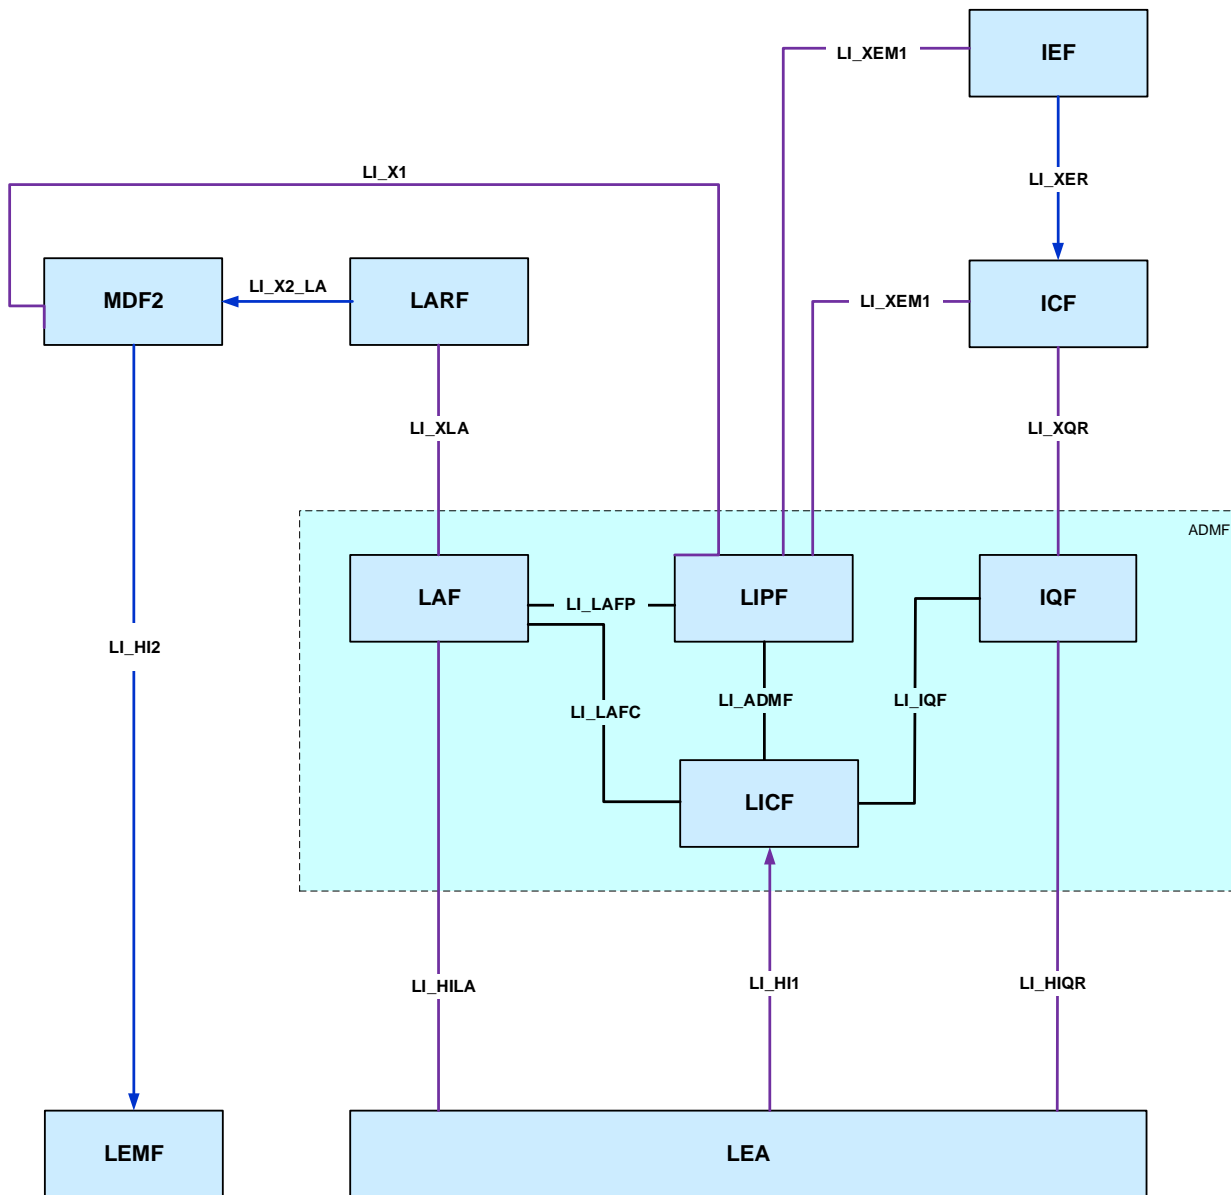 IEF
LI_XEM1
LI_X1
LI_XER
MDF2
LI_X2_LA
LARF
LI_XEM1
ICF
LI_XLA
LI_XQR
ADMF
LAF
LI_LAFP
LIPF
IQF
LI_HI2
LI_LAFC
LI_ADMF
LI_IQF
LICF
LI_HILA
LI_HI1
LI_HIQR
LEMF
LEA